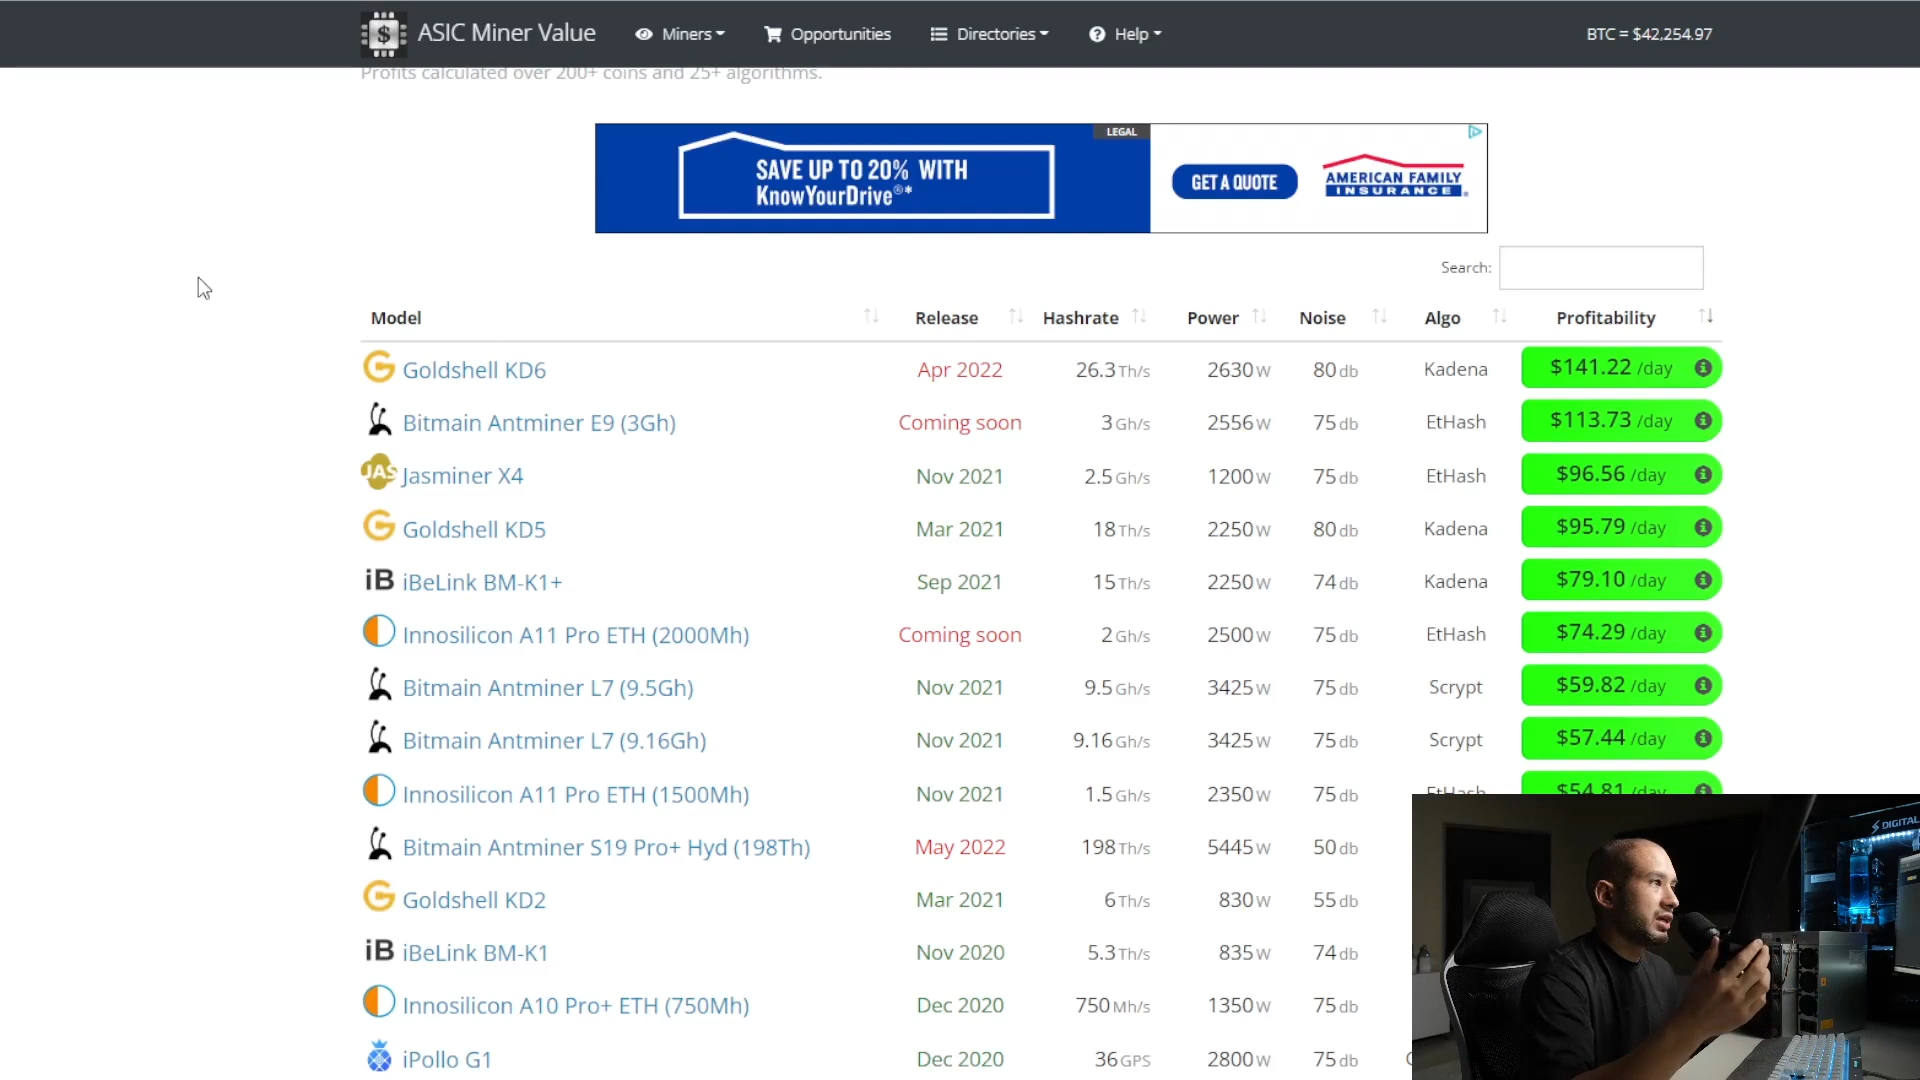 ASIC Miner Value Miners Opportunities Directories Help BTC = $42,254.97
Profits calculated over 200+ coins and 25+ algorithms.
LEGAL
SAVE UP TO 20% WITH
KnowYourDrive®*
GET A QUOTE
AMERICAN FAMILY
INSURANCE®
Search:
Model Release Hashrate Power Noise Algo Profitability
Goldshell KD6 Apr 2022 26.3 Th/s 2630 W 80 db Kadena $141.22 /day
Bitmain Antminer E9 (3Gh) Coming soon 3 Gh/s 2556 W 75 db EtHash $113.73 /day
JAS Jasminer X4 Nov 2021 2.5 Gh/s 1200 W 75 db EtHash $96.56 /day
Goldshell KD5 Mar 2021 18 Th/s 2250 W 80 db Kadena $95.79 /day
iB iBeLink BM-K1+ Sep 2021 15 Th/s 2250 W 74 db Kadena $79.10 /day
Innosilicon A11 Pro ETH (2000Mh) Coming soon 2 Gh/s 2500 W 75 db EtHash $74.29 /day
Bitmain Antminer L7 (9.5Gh) Nov 2021 9.5 Gh/s 3425 W 75 db Scrypt $59.82 /day
Bitmain Antminer L7 (9.16Gh) Nov 2021 9.16 Gh/s 3425 W 75 db Scrypt $57.44 /day
Innosilicon A11 Pro ETH (1500Mh) Nov 2021 1.5 Gh/s 2350 W 75 db EtHash $54.81 /day
Bitmain Antminer S19 Pro+ Hyd (198Th) May 2022 198 Th/s 5445 W 50 db
Goldshell KD2 Mar 2021 6 Th/s 830 W 55 db
iB iBeLink BM-K1 Nov 2020 5.3 Th/s 835 W 74 db
Innosilicon A10 Pro+ ETH (750Mh) Dec 2020 750 Mh/s 1350 W 75 db
iPollo G1 Dec 2020 36 GPS 2800 W 75 db
DIGITAL